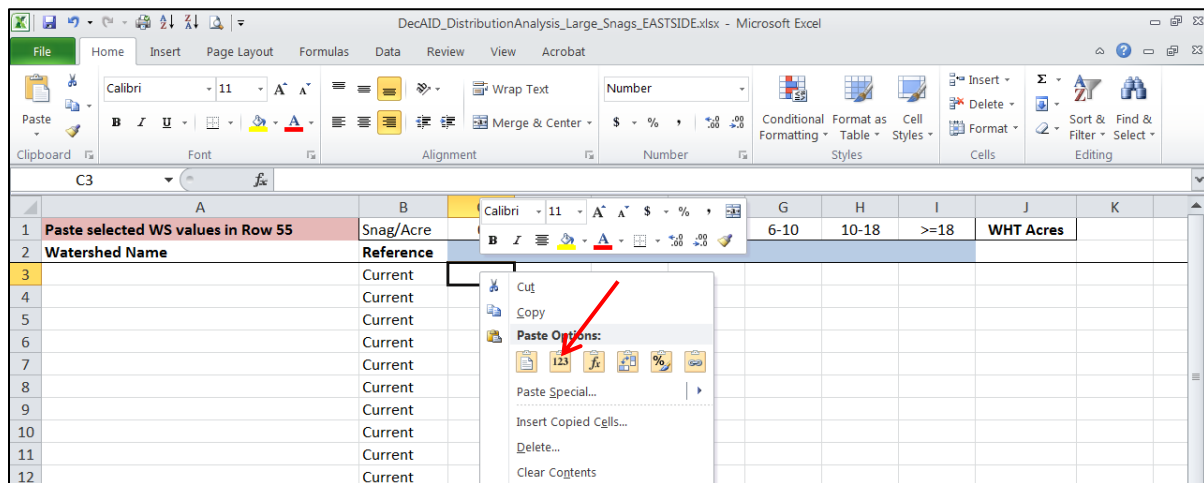 DecAID_DistributionAnalysis_Large_Snags_EASTSIDE.xlsx - Microsoft Excel
File Home Insert Page Layout Formulas Data Review View Acrobat
Paste
Clipboard
Calibri 11
B I U
Font
Wrap Text
Merge & Center
Alignment
Number
$ % ,
Number
Conditional Formatting
Format as Table
Cell Styles
Styles
Insert
Delete
Format
Cells
Sort & Filter
Find & Select
Editing
C3 fx
A B G H I J K
1 Paste selected WS values in Row 55 Snag/Acre 6-10 10-18 >=18 WHT Acres
2 Watershed Name Reference
3 Current
4 Current
5 Current
6 Current
7 Current
8 Current
9 Current
10 Current
11 Current
12 Current
Calibri 11 A A $ % ,
B I A
Cut
Copy
Paste Options:
123 fx %
Paste Special...
Insert Copied Cells...
Delete...
Clear Contents